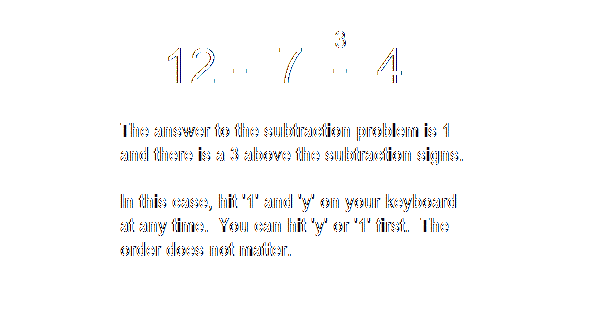 3
12 - 7 - 4
The answer to the subtraction problem is 1
and there is a 3 above the subtraction signs.
In this case, hit '1' and 'y' on your keyboard
at any time. You can hit 'y' or '1' first. The
order does not matter.